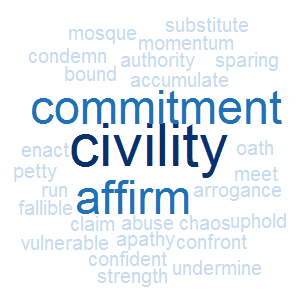 substitute
mosque
momentum
condemn authority sparing
bound accumulate
commitment
civility
enact oath
petty meet
affirm
run arrogance
fallible
claim abuse chaos uphold
vulnerable apathy confront
confident
strength undermine